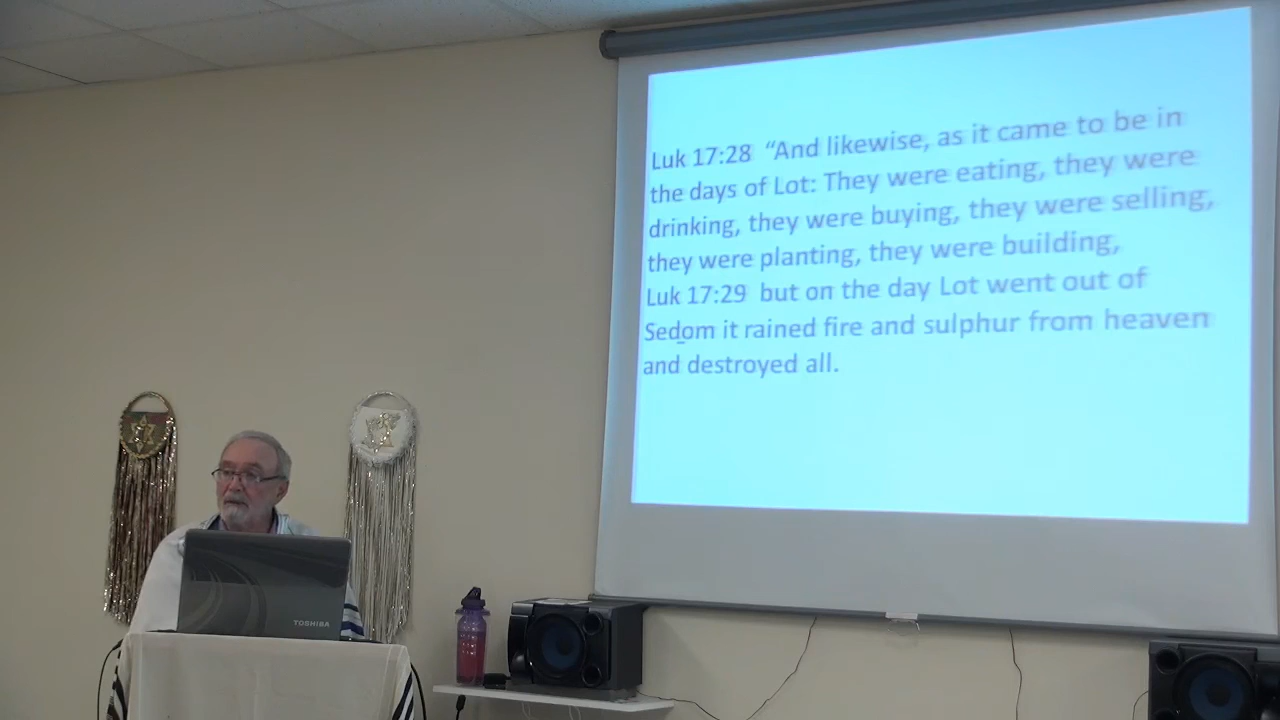 Luk 17:28 “And likewise, as it came to be in
the days of Lot: They were eating, they were
drinking, they were buying, they were selling,
they were planting, they were building,
Luk 17:29 but on the day Lot went out of
Sedom it rained fire and sulphur from heaven
and destroyed all.
TOSHIBA